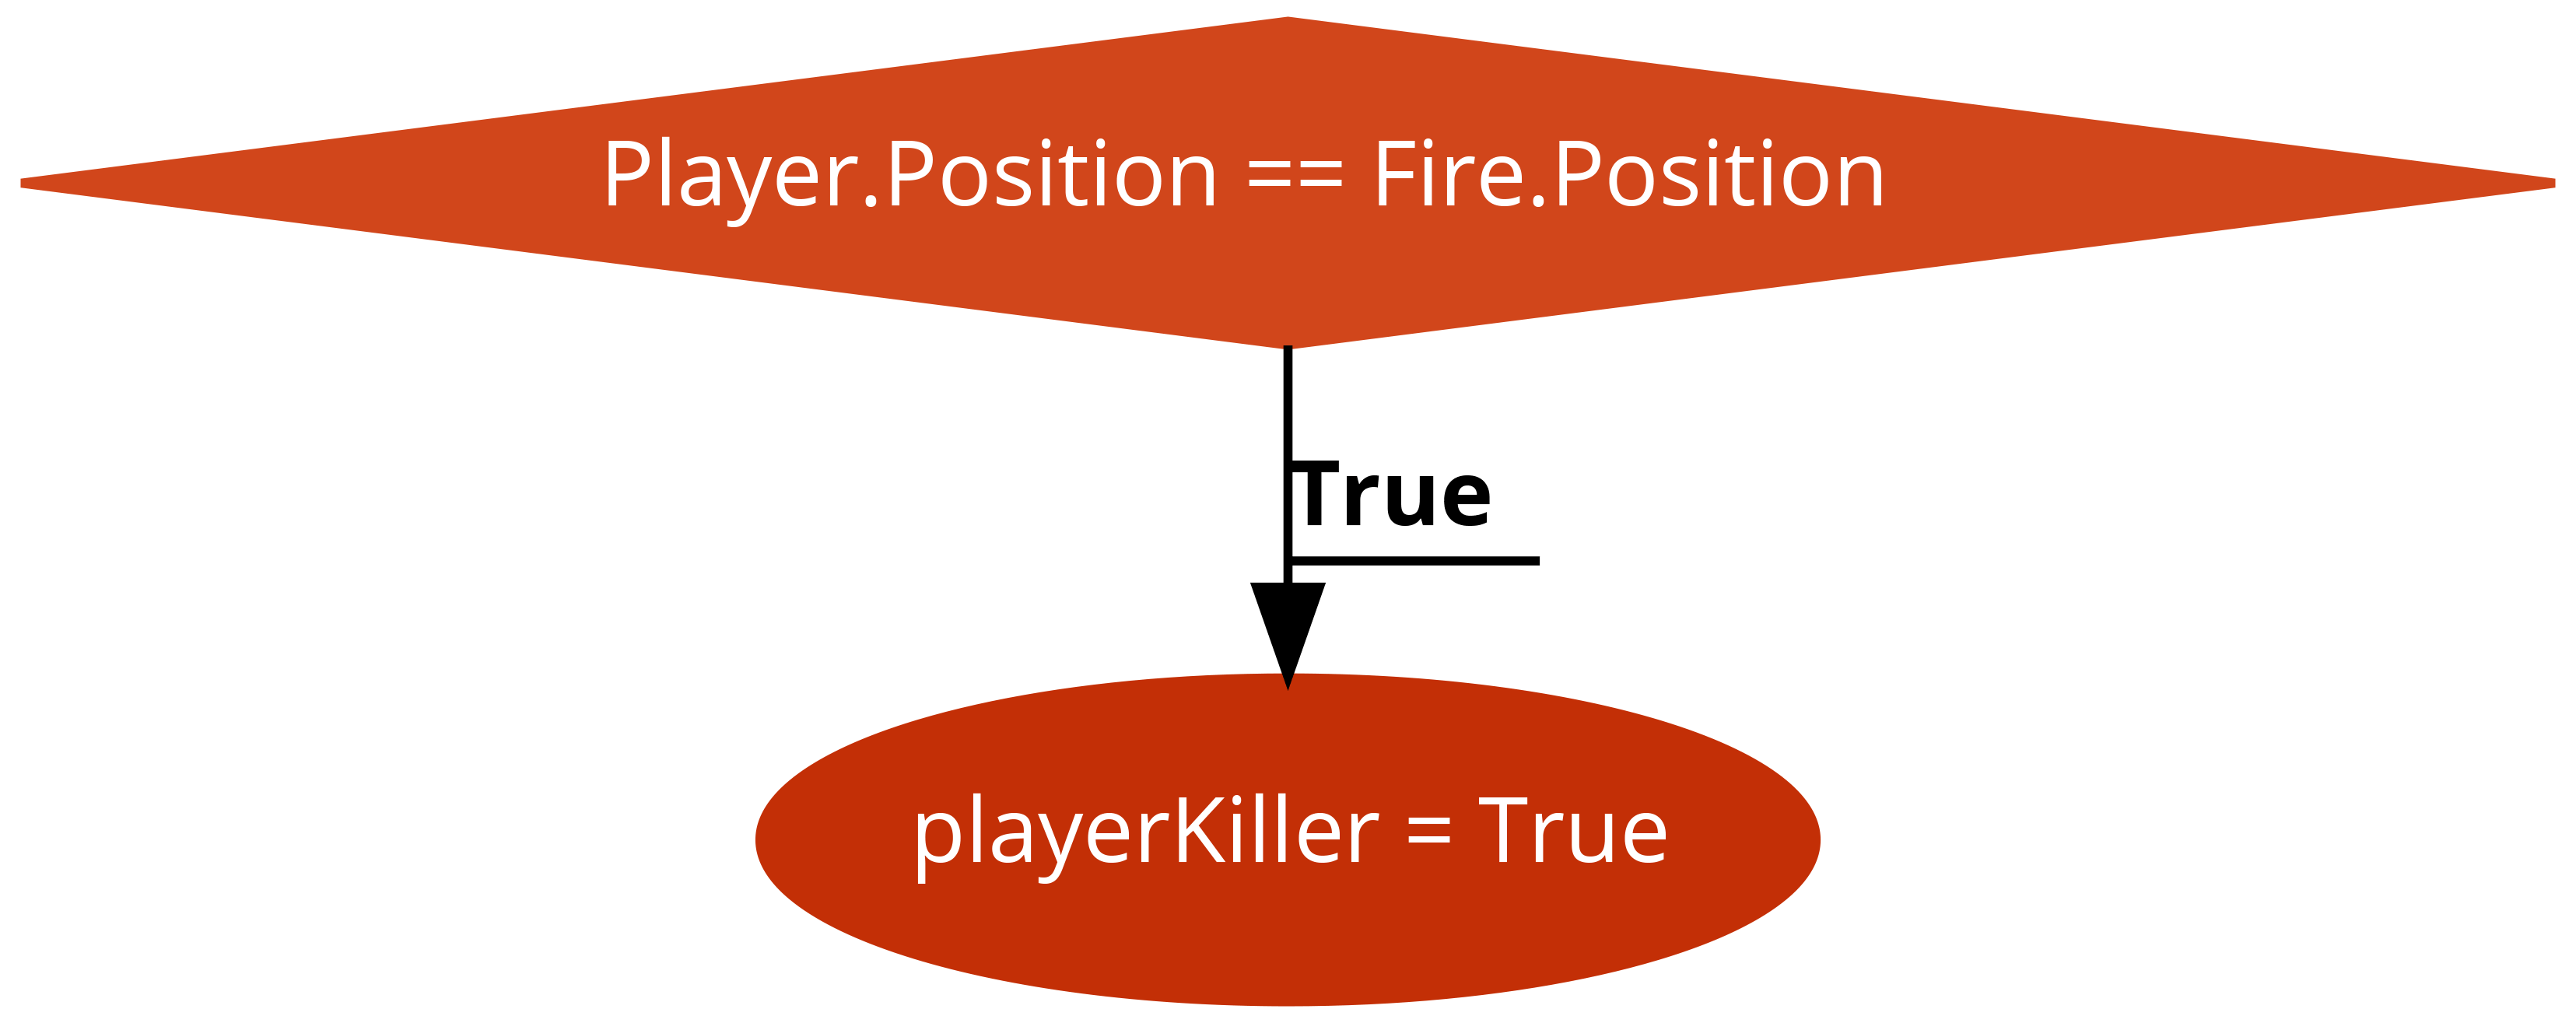 Player.Position == Fire.Position
True
playerKiller = True